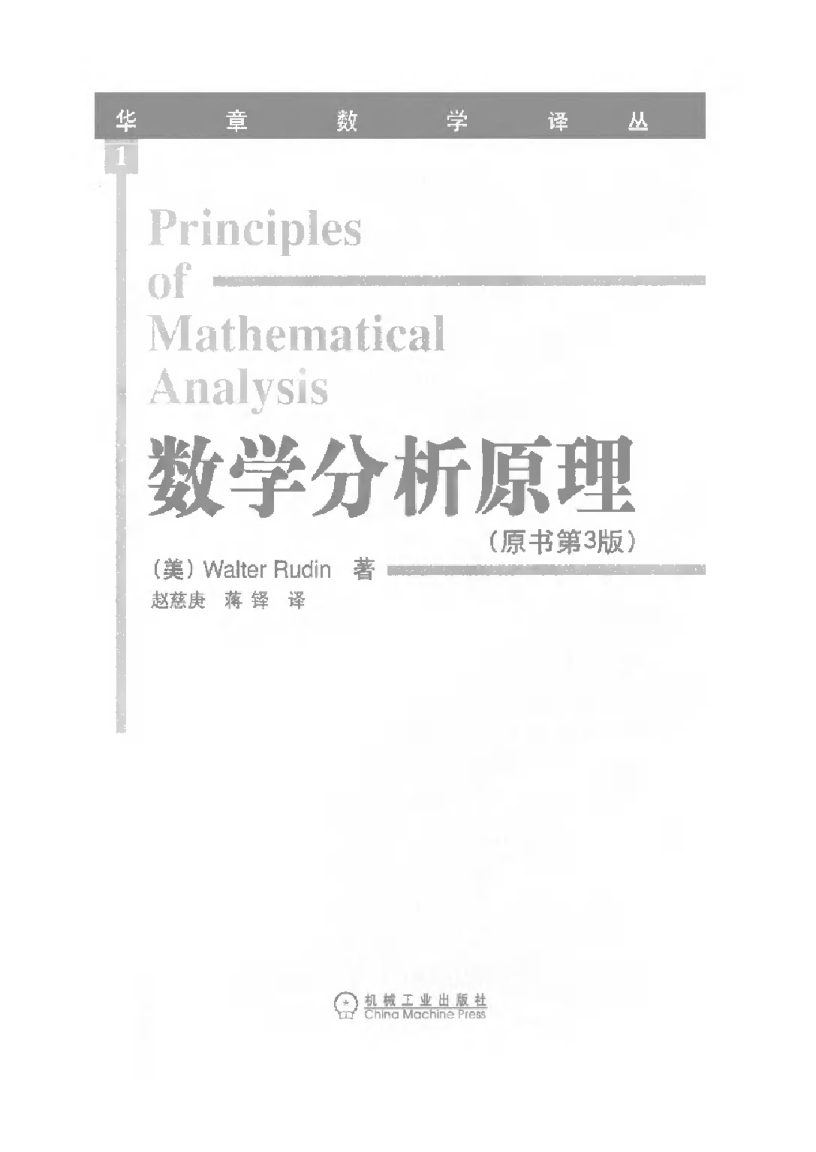 华章数学译丛
1
Principles
of
Mathematical
Analysis
数学分析原理
（原书第3版）
（美）Walter Rudin 著
赵慈庚 蒋铎 译
机械工业出版社
China Machine Press